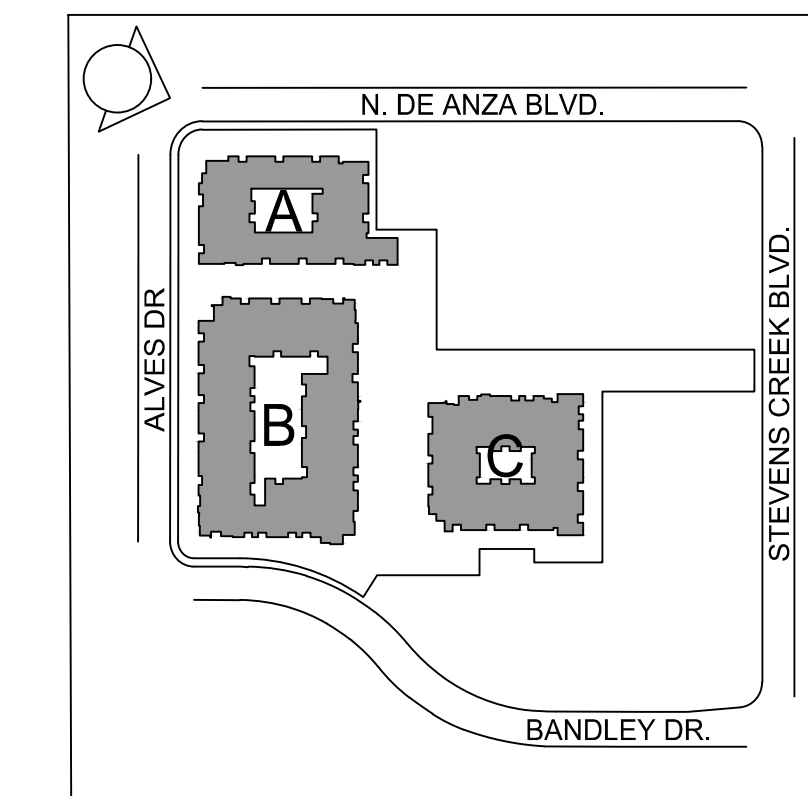 N. DE ANZA BLVD.
A
ALVES DR
B
C
STEVENS CREEK BLVD.
BANDLEY DR.